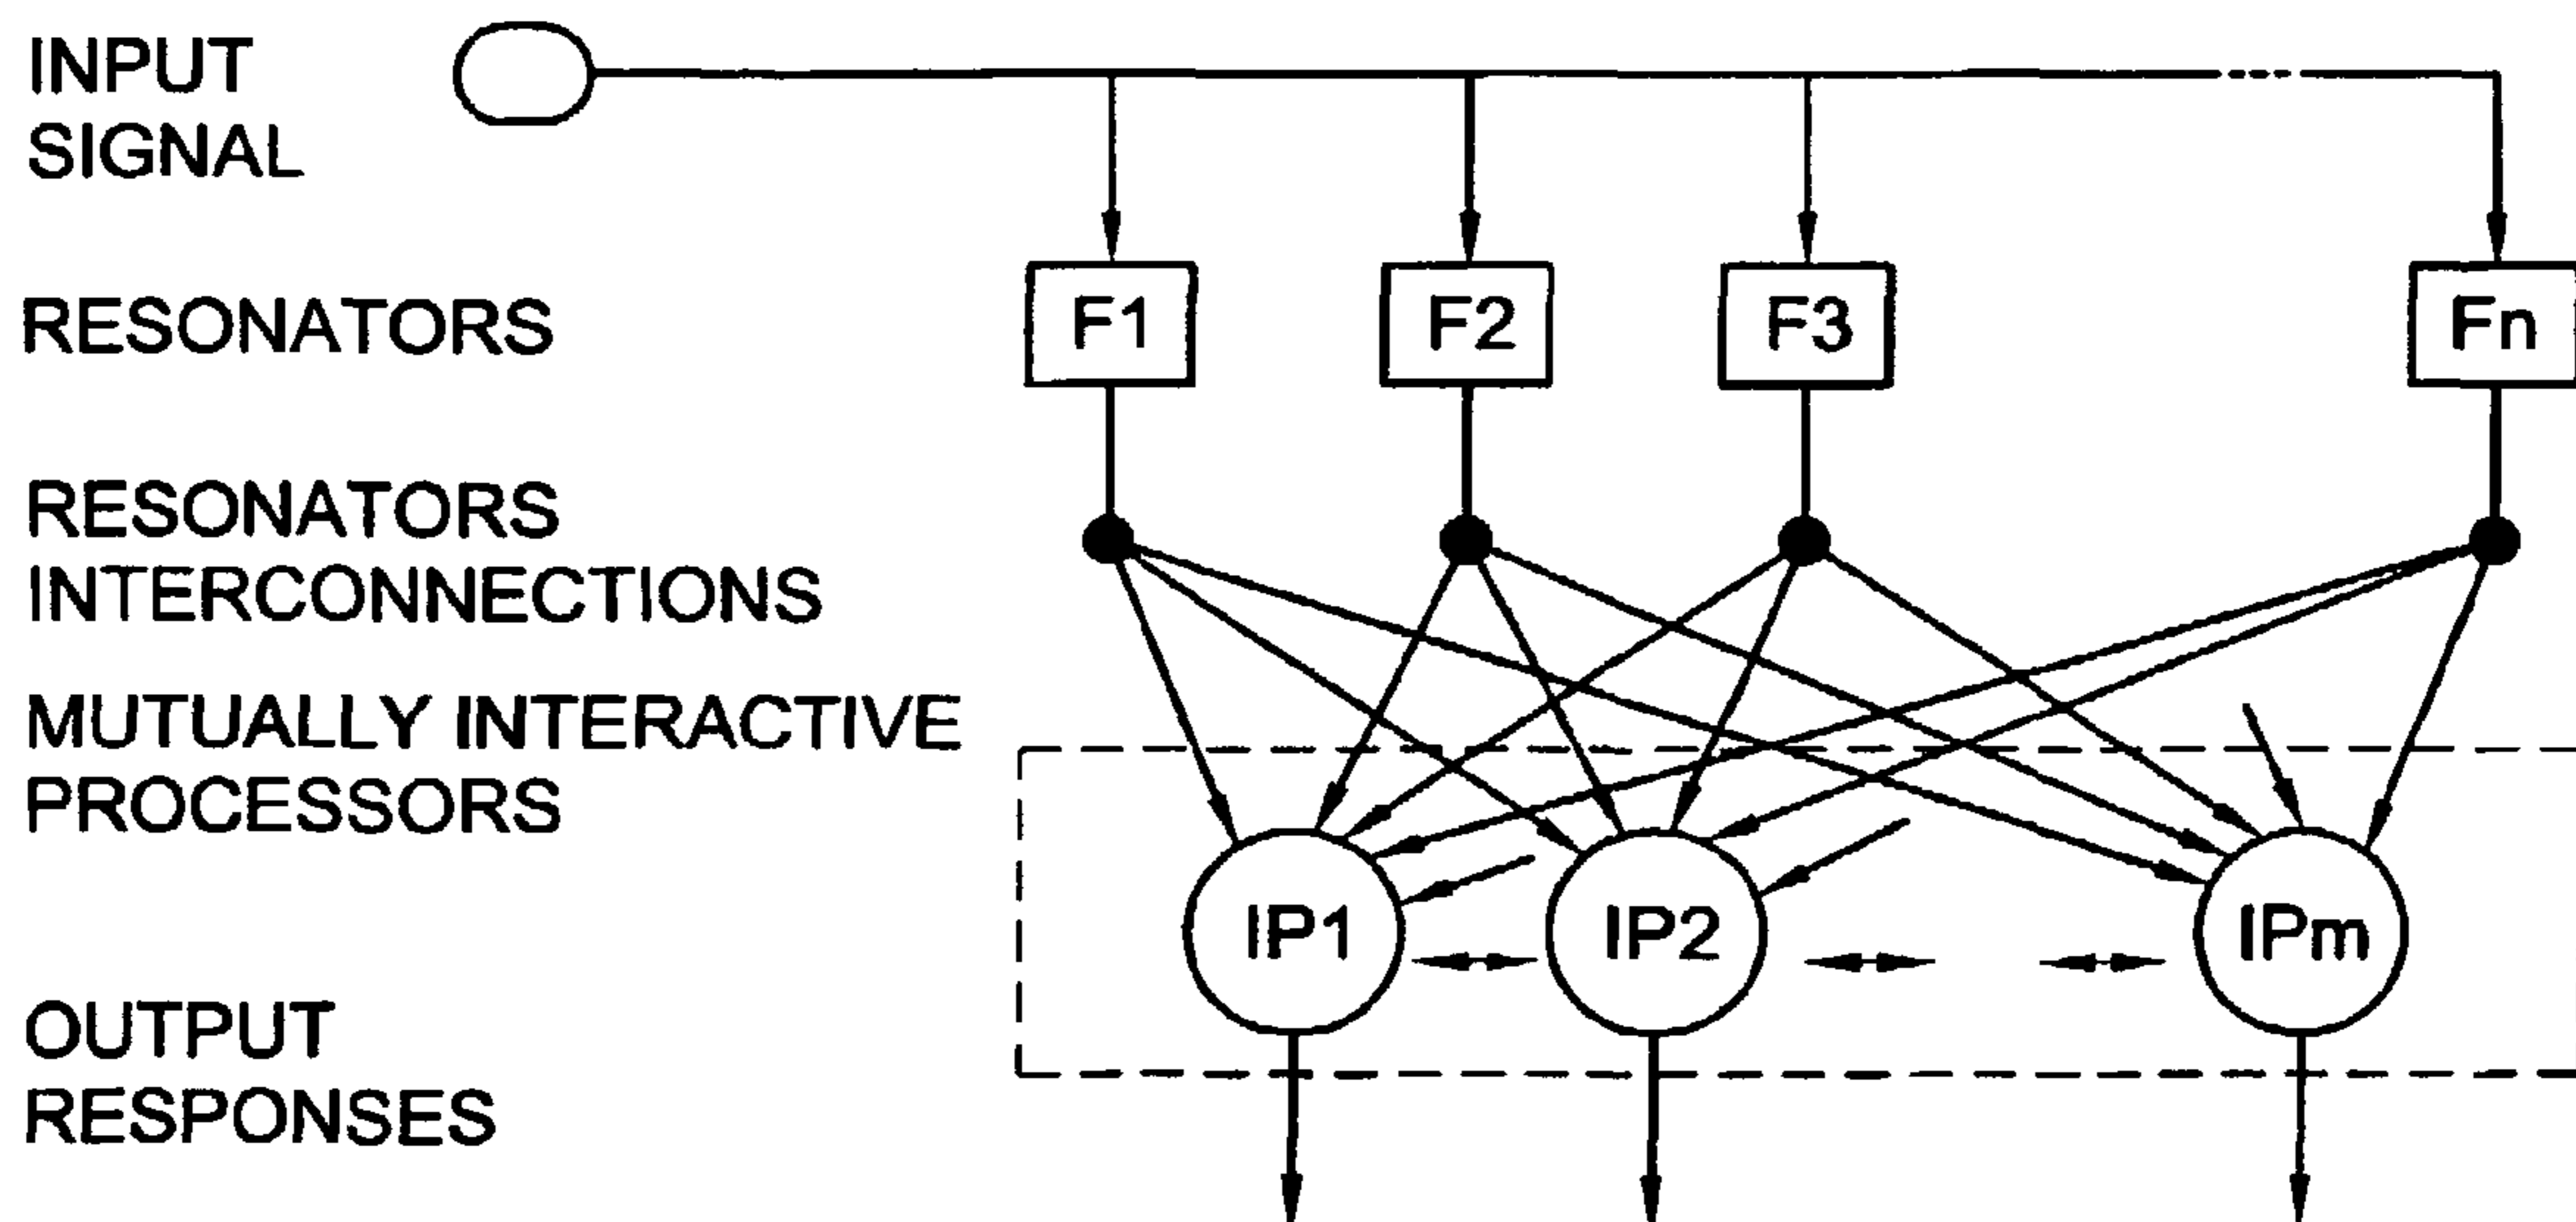 INPUT
SIGNAL
RESONATORS
F1 F2 F3 Fn
RESONATORS
INTERCONNECTIONS
MUTUALLY INTERACTIVE
PROCESSORS
IP1 IP2 IPm
OUTPUT
RESPONSES